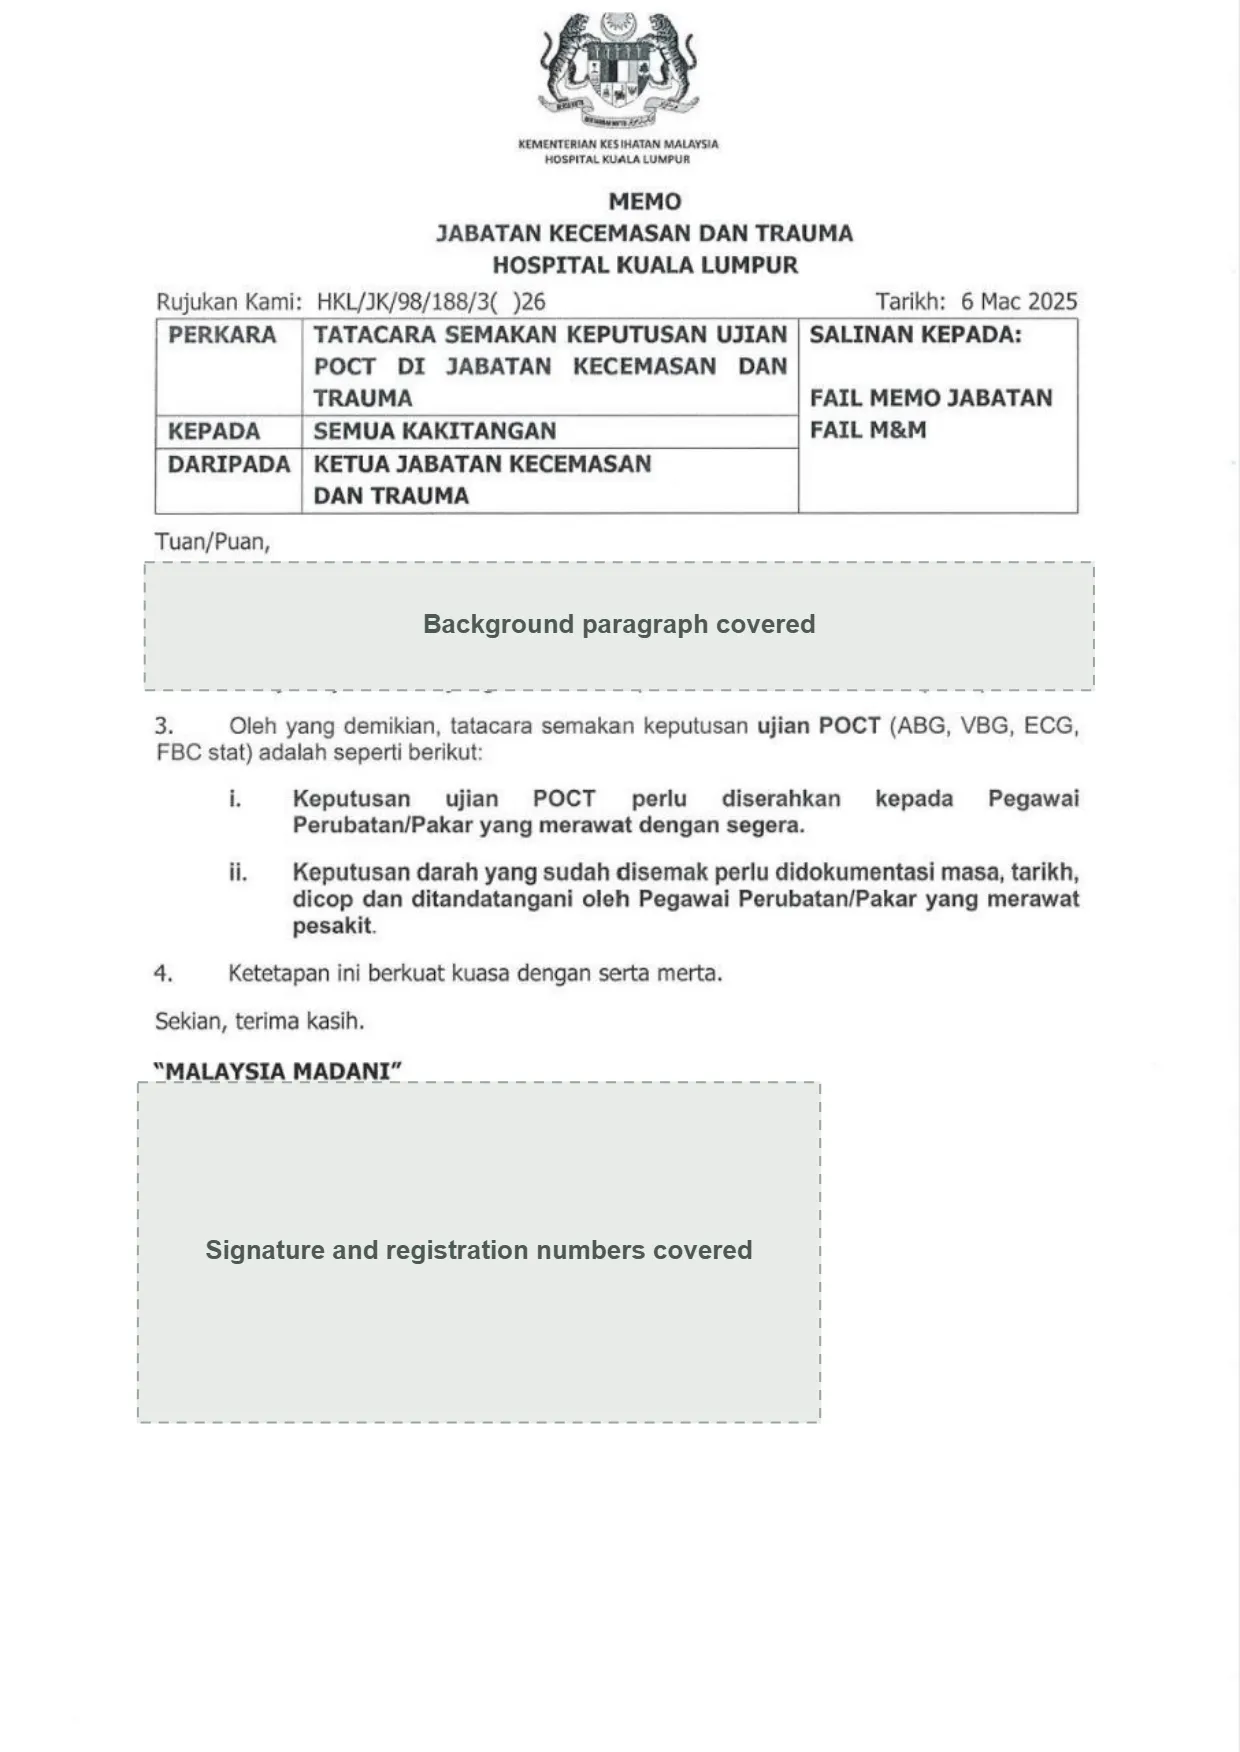 KEMENTERIAN KESIHATAN MALAYSIA
HOSPITAL KUALA LUMPUR
MEMO
JABATAN KECEMASAN DAN TRAUMA
HOSPITAL KUALA LUMPUR
Rujukan Kami: HKL/JK/98/188/3( )26 Tarikh: 6 Mac 2025
PERKARA
TATACARA SEMAKAN KEPUTUSAN UJIAN
POCT DI JABATAN KECEMASAN DAN
TRAUMA
SALINAN KEPADA:
FAIL MEMO JABATAN
FAIL M&M
KEPADA
SEMUA KAKITANGAN
DARIPADA
KETUA JABATAN KECEMASAN
DAN TRAUMA
Tuan/Puan,
Background paragraph covered
3. Oleh yang demikian, tatacara semakan keputusan ujian POCT (ABG, VBG, ECG,
FBC stat) adalah seperti berikut:
i. Keputusan ujian POCT perlu diserahkan kepada Pegawai
Perubatan/Pakar yang merawat dengan segera.
ii. Keputusan darah yang sudah disemak perlu didokumentasi masa, tarikh,
dicop dan ditandatangani oleh Pegawai Perubatan/Pakar yang merawat
pesakit.
4. Ketetapan ini berkuat kuasa dengan serta merta.
Sekian, terima kasih.
“MALAYSIA MADANI”
Signature and registration numbers covered